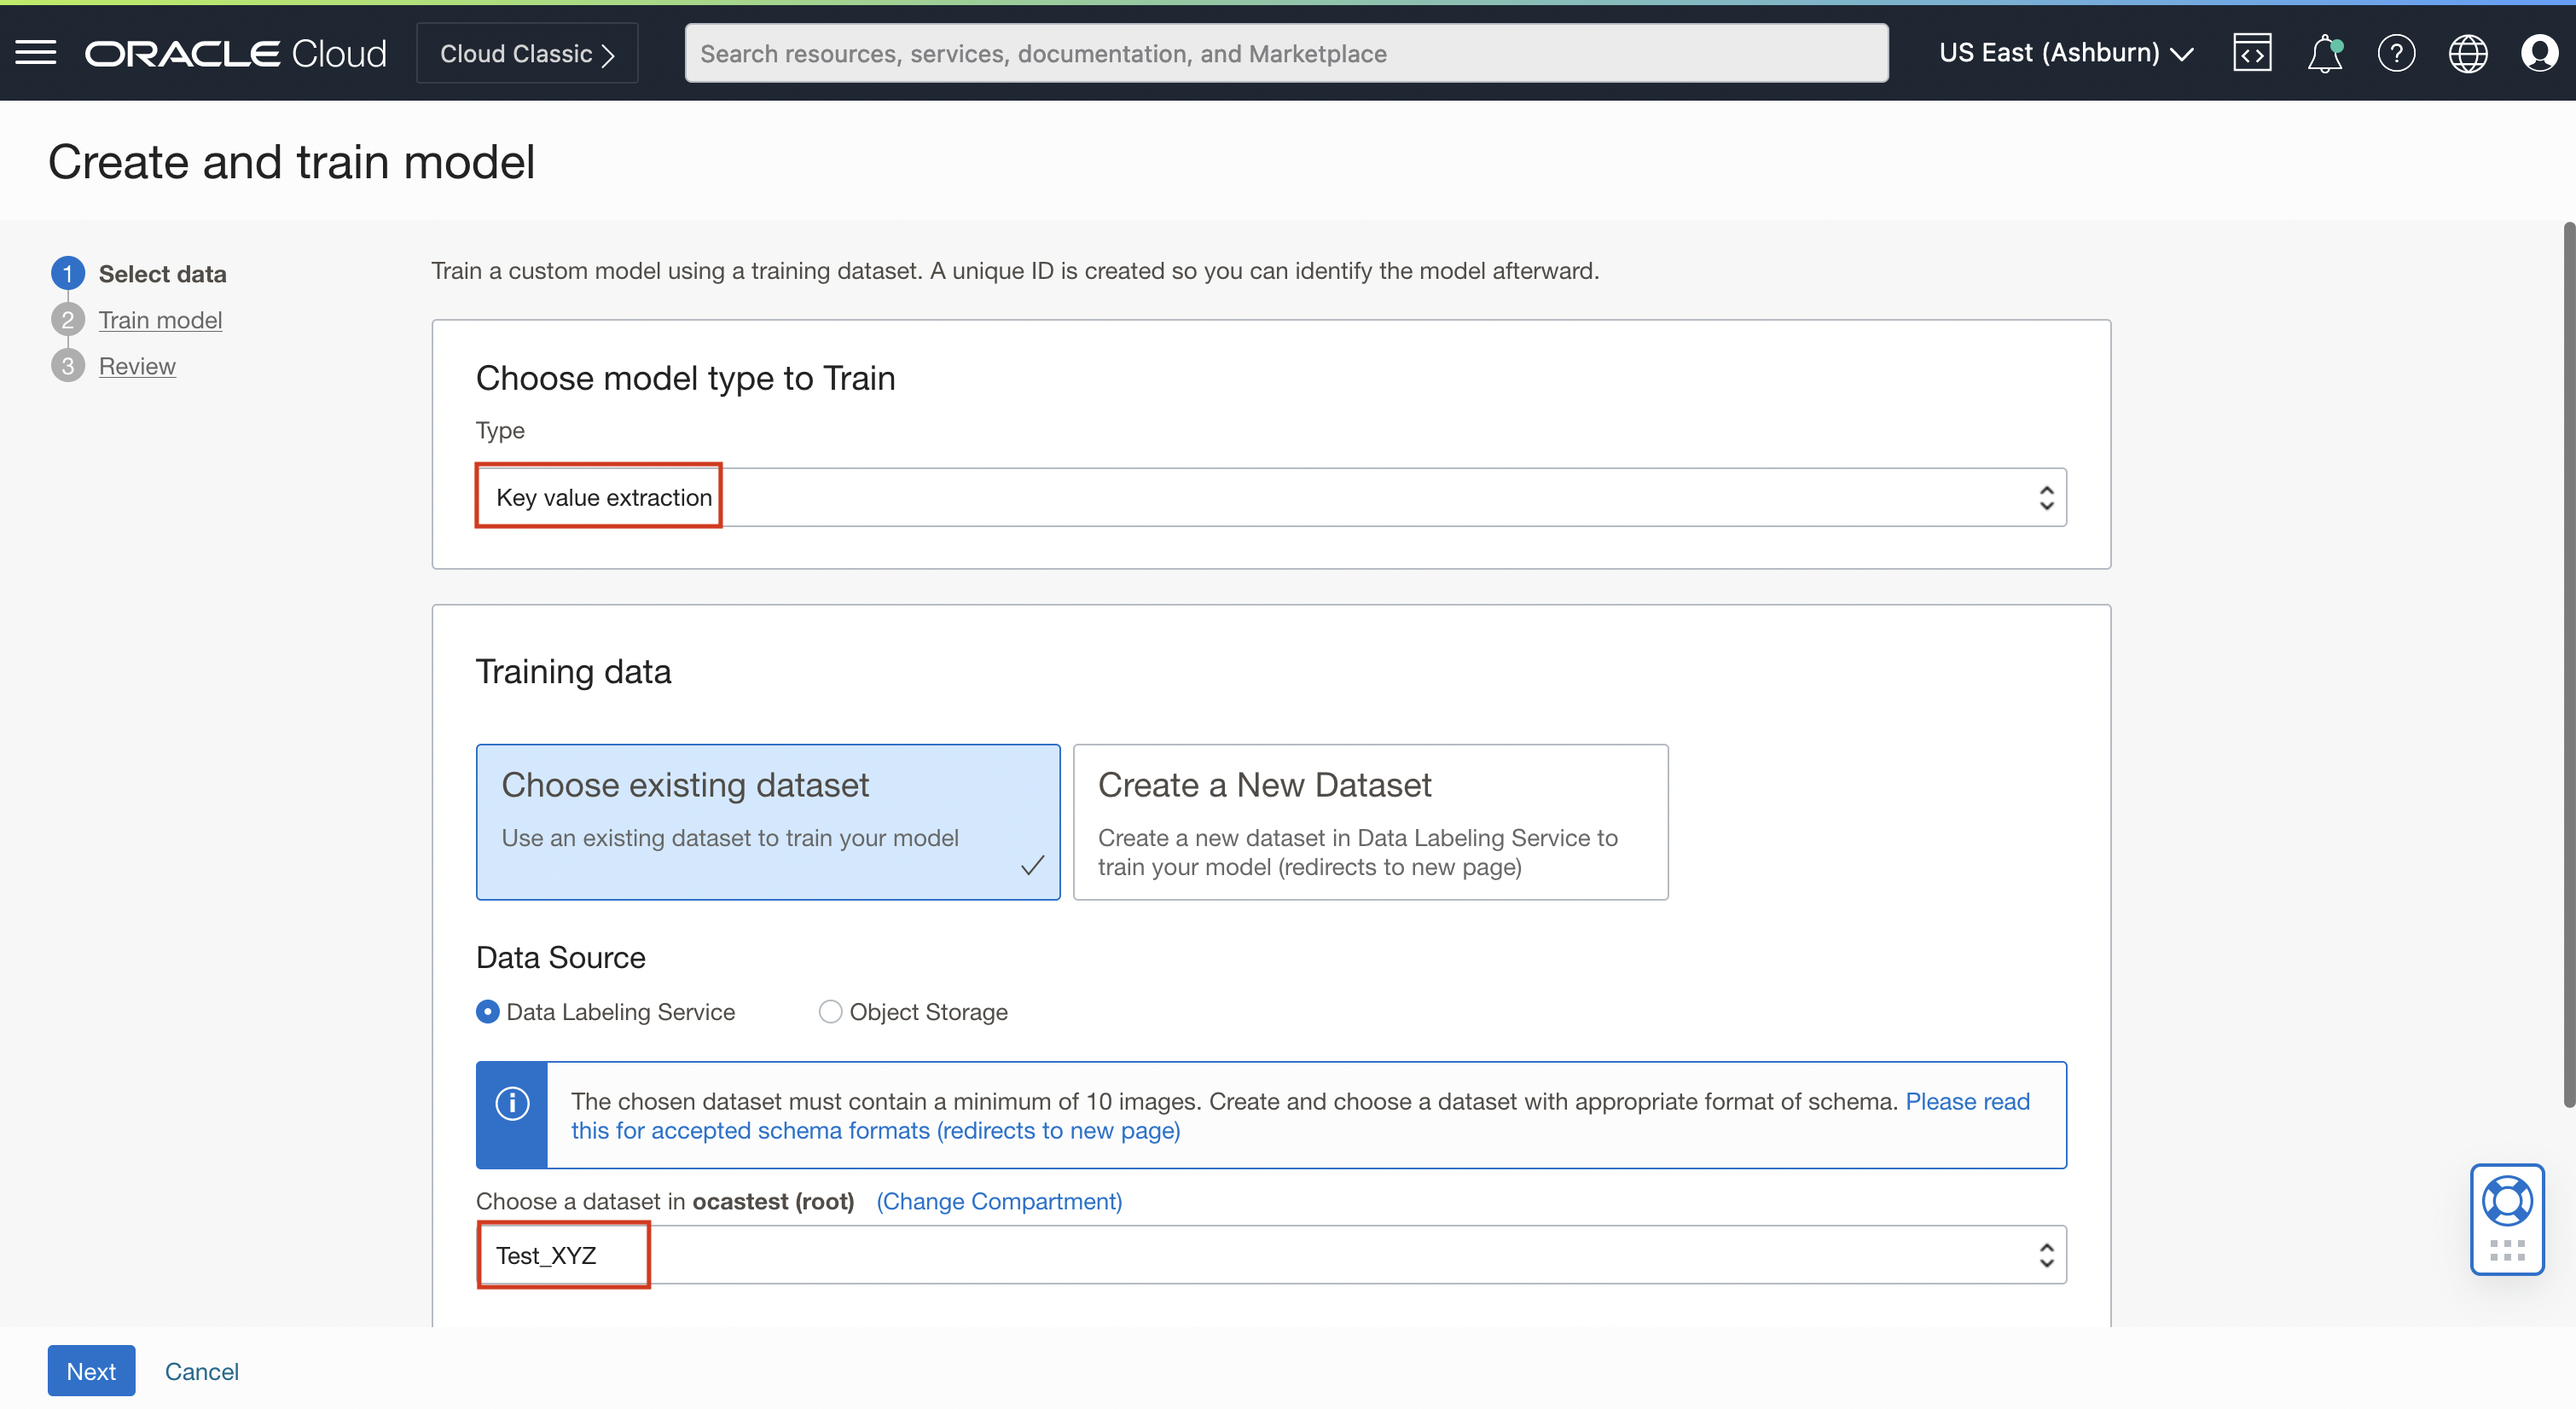 ORACLE Cloud
Cloud Classic
Search resources, services, documentation, and Marketplace
US East (Ashburn)
Create and train model
1 Select data
2 Train model
3 Review
Train a custom model using a training dataset. A unique ID is created so you can identify the model afterward.
Choose model type to Train
Type
Key value extraction
Training data
Choose existing dataset
Use an existing dataset to train your model
Create a New Dataset
Create a new dataset in Data Labeling Service to
train your model (redirects to new page)
Data Source
Data Labeling Service
Object Storage
The chosen dataset must contain a minimum of 10 images. Create and choose a dataset with appropriate format of schema. Please read
this for accepted schema formats (redirects to new page)
Choose a dataset in ocastest (root) (Change Compartment)
Test_XYZ
Next
Cancel